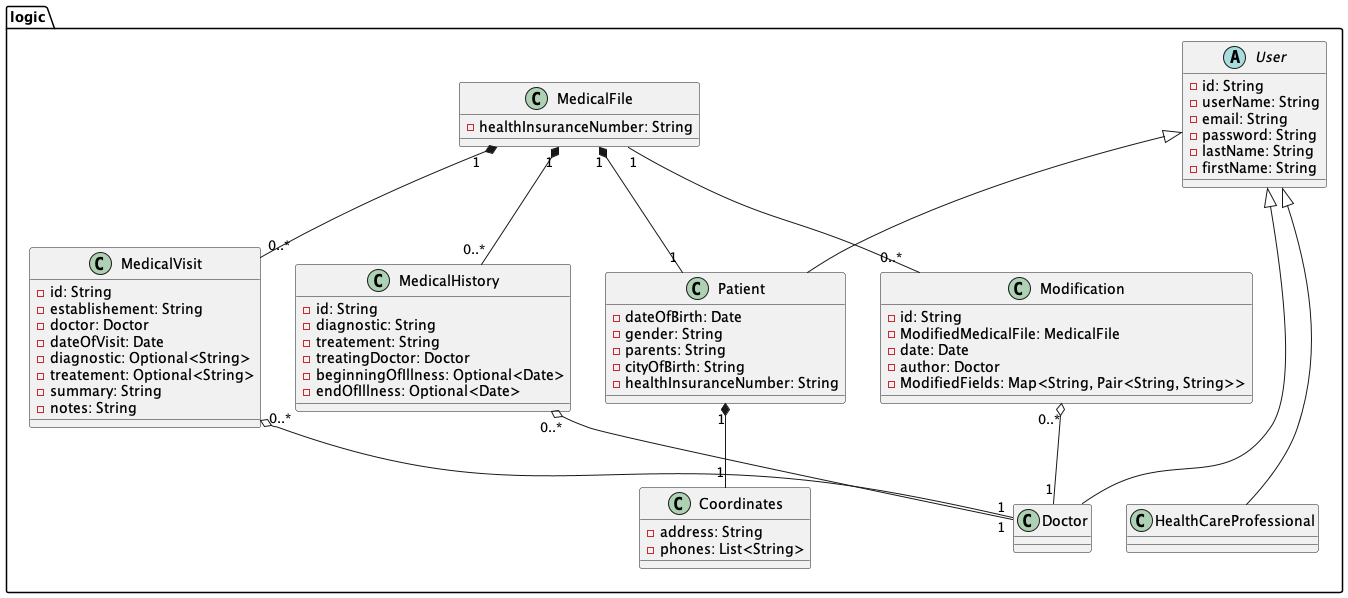 logic
A User
id: String
userName: String
email: String
password: String
lastName: String
firstName: String
C MedicalFile
healthInsuranceNumber: String
1
1
1
1
0..*
0..*
1
0..*
C MedicalVisit
id: String
establishement: String
doctor: Doctor
dateOfVisit: Date
diagnostic: Optional<String>
treatement: Optional<String>
summary: String
notes: String
C MedicalHistory
id: String
diagnostic: String
treatement: String
treatingDoctor: Doctor
beginningOfIllness: Optional<Date>
endOfIllness: Optional<Date>
C Patient
dateOfBirth: Date
gender: String
parents: String
cityOfBirth: String
healthInsuranceNumber: String
C Modification
id: String
ModifiedMedicalFile: MedicalFile
date: Date
author: Doctor
ModifiedFields: Map<String, Pair<String, String>>
0..*
0..*
1
0..*
1
1
1
1
C Coordinates
address: String
phones: List<String>
C Doctor
C HealthCareProfessional